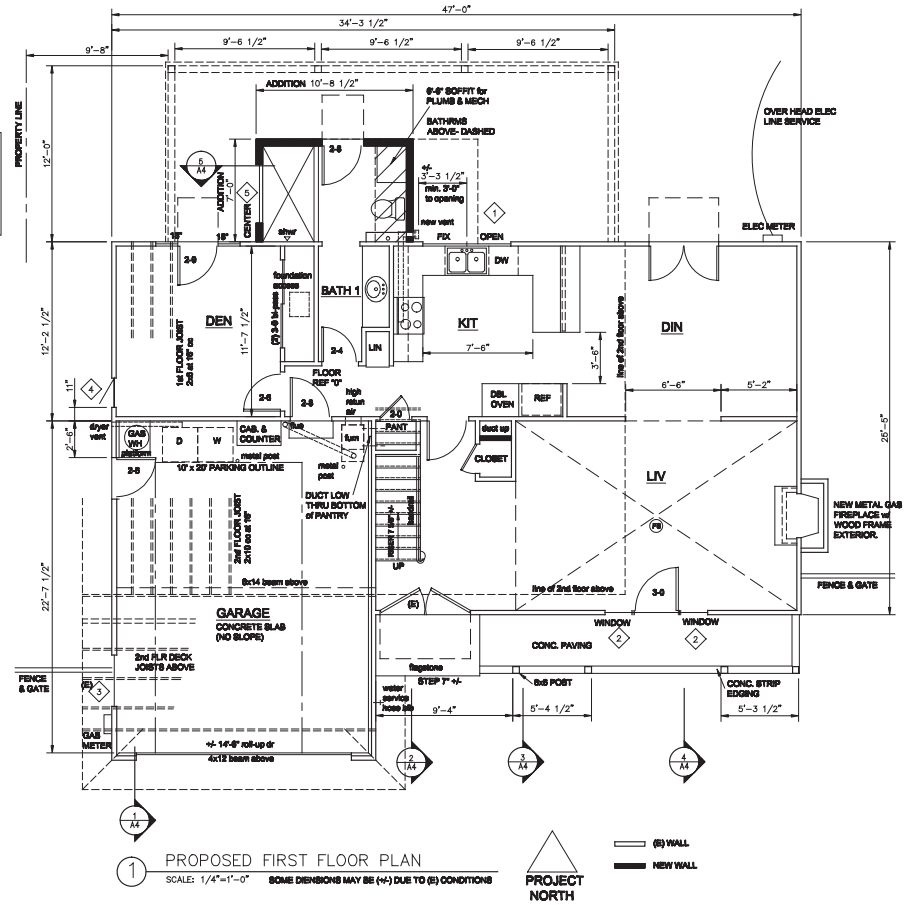 47'-0"
34'-3 1/2"
9'-8"
9'-6 1/2"
9'-6 1/2"
9'-6 1/2"
ADDITION 10'-8 1/2"
6'-8" SOFFIT for
PLUMB & MECH
BATHRMS
ABOVE- DASHED
PROPERTY LINE
12'-0"
OVER HEAD ELEC
LINE SERVICE
2-8
5
A4
ADDITION
7'-0"
CENTER
5
+/-
3'-3 1/2"
min. 3'-0"
to opening
1
new vent
FIX
OPEN
ELEC METER
18"
18"
shwr
DW
2-9
foundation
access
BATH 1
DEN
KIT
DIN
12'-2 1/2"
1st FLOOR JOIST
2x6 at 16" oc
11'-7 1/2"
(2) 3-0 bi-pass
line of 2nd floor above
7'-6"
3'-6"
2-4
LIN
4
11"
2-6
FLOOR
REF "0"
2-8
high
retun
air
2-0
PANT
DBL
OVEN
REF
6'-6"
5'-2"
26'-5"
dryer
vent
2'-6"
GAS
WH
platform
D
W
CAB. &
COUNTER
flue
furn
duct up
CLOSET
metal post
2-8
10' x 20' PARKING OUTLINE
metal
post
LIV
DUCT LOW
THRU BOTTOM
of PANTRY
NEW METAL GAS
FIREPLACE w/
WOOD FRAME
EXTERIOR.
2nd FLOOR JOIST
2x10 oc at 16"
handrail
UP
6x14 beam above
line of 2nd floor above
3-0
FENCE & GATE
22'-7 1/2"
GARAGE
CONCRETE SLAB
(NO SLOPE)
(E)
WINDOW
2
WINDOW
2
CONC. PAVING
2nd FLR DECK
JOISTS ABOVE
flagstone
STEP 7" +/-
6x6 POST
CONC. STRIP
EDGING
FENCE
& GATE
(E)
3
water
service
hose bib
9'-4"
5'-4 1/2"
5'-3 1/2"
GAS
METER
+/- 14'-6" roll-up dr
4x12 beam above
2
A4
3
A4
4
A4
1
A4
1
PROPOSED FIRST FLOOR PLAN
SCALE: 1/4"=1'-0" SOME DIENSIONS MAY BE (+/-) DUE TO (E) CONDITIONS
PROJECT
NORTH
(E) WALL
NEW WALL